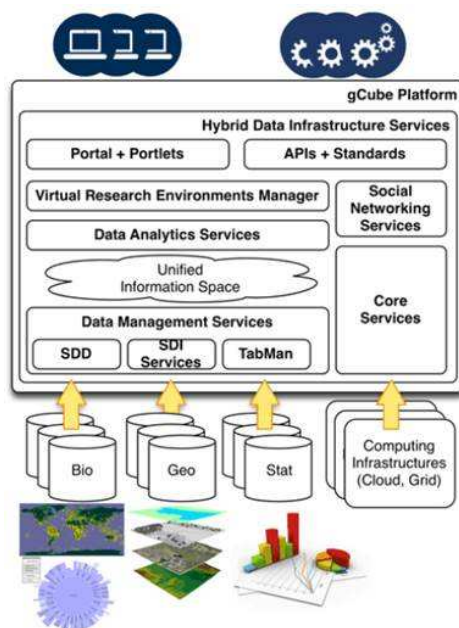 gCube Platform
Hybrid Data Infrastructure Services
Portal + Portlets
APIs + Standards
Virtual Research Environments Manager
Social
Networking
Services
Data Analytics Services
Unified
Information Space
Core
Services
Data Management Services
SDD
SDI
Services
TabMan
Bio
Geo
Stat
Computing
Infrastructures
(Cloud, Grid)